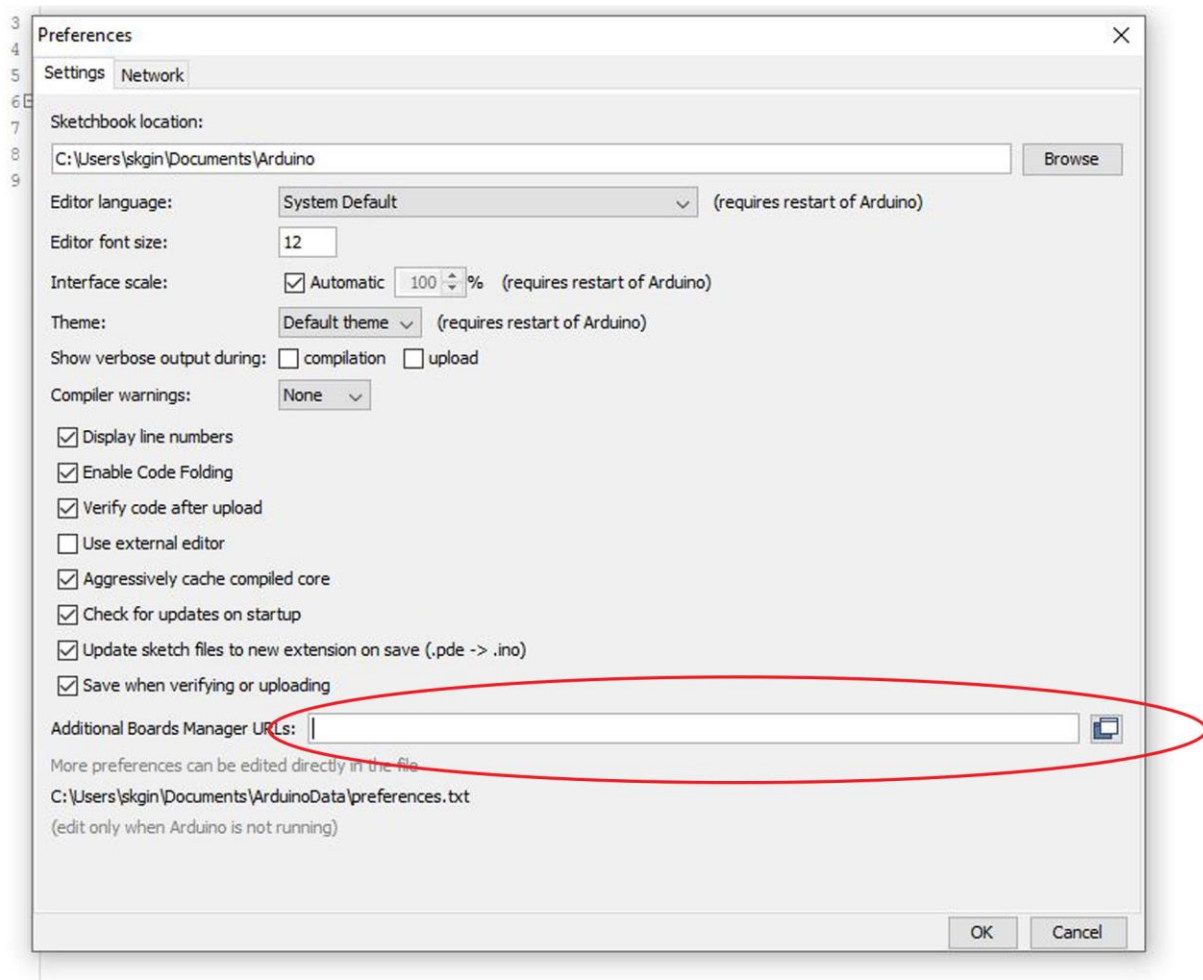 3
4
5
6
7
8
9
Preferences
Settings Network
Sketchbook location:
C:\Users\skgin\Documents\Arduino Browse
Editor language: System Default (requires restart of Arduino)
Editor font size: 12
Interface scale: Automatic 100 % (requires restart of Arduino)
Theme: Default theme (requires restart of Arduino)
Show verbose output during: compilation upload
Compiler warnings: None
Display line numbers
Enable Code Folding
Verify code after upload
Use external editor
Aggressively cache compiled core
Check for updates on startup
Update sketch files to new extension on save (.pde -> .ino)
Save when verifying or uploading
Additional Boards Manager URLs:
More preferences can be edited directly in the file
C:\Users\skgin\Documents\ArduinoData\preferences.txt
(edit only when Arduino is not running)
OK Cancel